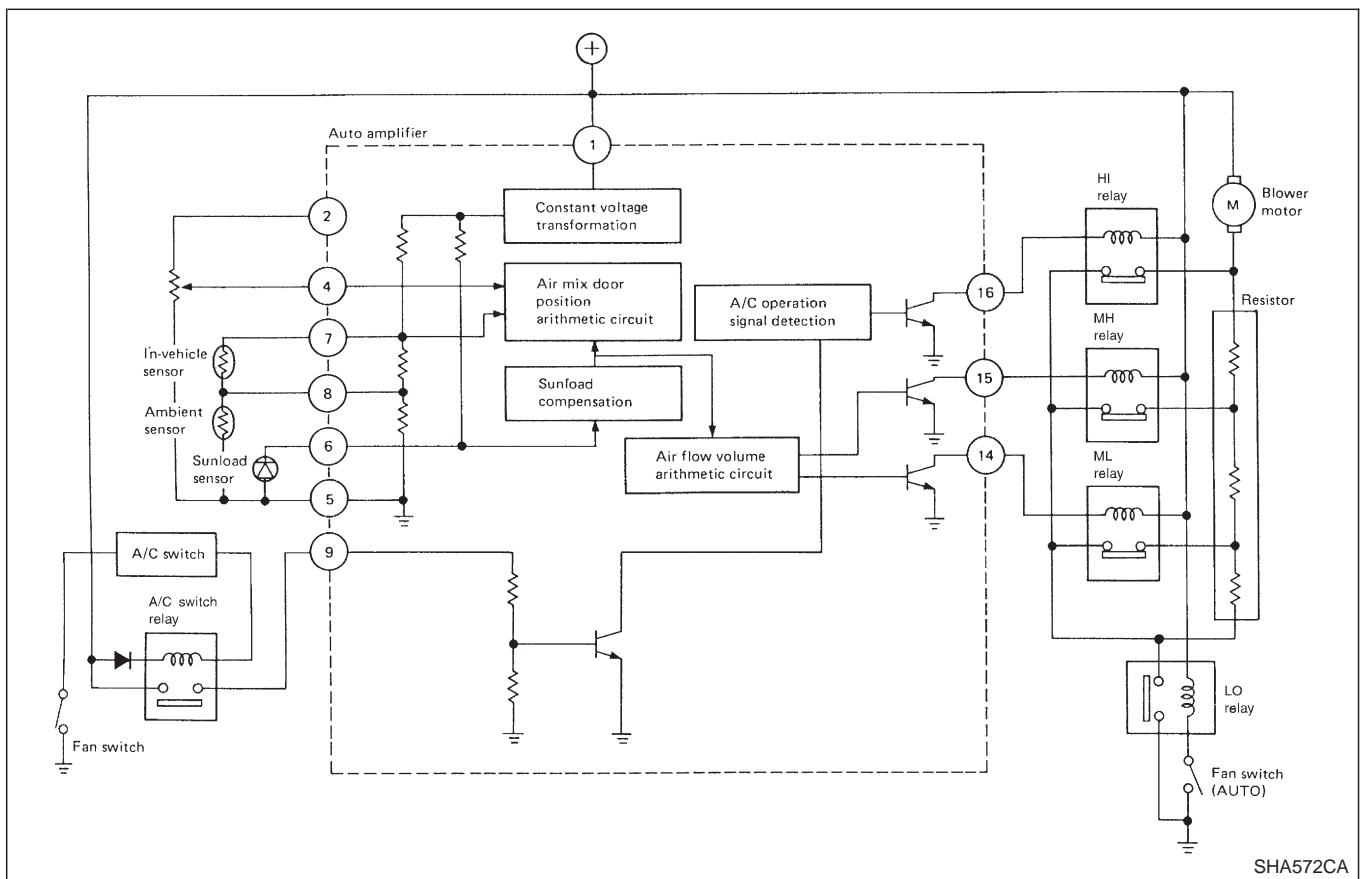 +
Auto amplifier
1
2
Constant voltage
transformation
HI
relay
M
Blower
motor
4
Air mix door
position
arithmetic circuit
A/C operation
signal detection
16
Resistor
7
In-vehicle
sensor
MH
relay
15
8
Sunload
compensation
Ambient
sensor
6
Air flow volume
arithmetic circuit
14
ML
relay
Sunload
sensor
5
9
A/C switch
A/C switch
relay
LO
relay
Fan switch
Fan switch
(AUTO)
SHA572CA